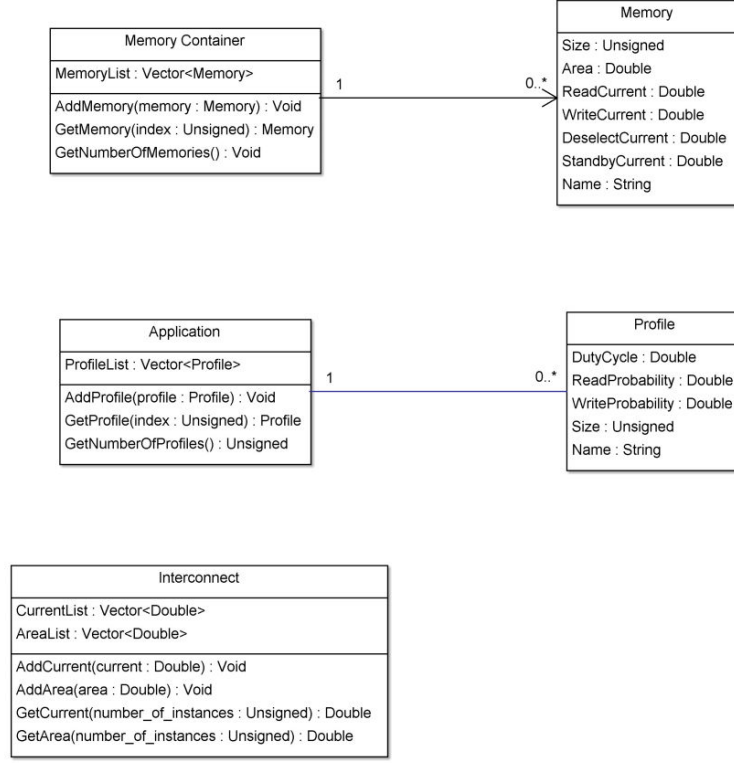 Memory Container
MemoryList : Vector<Memory>
AddMemory(memory : Memory) : Void
GetMemory(index : Unsigned) : Memory
GetNumberOfMemories() : Void
1
0..*
Memory
Size : Unsigned
Area : Double
ReadCurrent : Double
WriteCurrent : Double
DeselectCurrent : Double
StandbyCurrent : Double
Name : String
Application
ProfileList : Vector<Profile>
AddProfile(profile : Profile) : Void
GetProfile(index : Unsigned) : Profile
GetNumberOfProfiles() : Unsigned
1
0..*
Profile
DutyCycle : Double
ReadProbability : Double
WriteProbability : Double
Size : Unsigned
Name : String
Interconnect
CurrentList : Vector<Double>
AreaList : Vector<Double>
AddCurrent(current : Double) : Void
AddArea(area : Double) : Void
GetCurrent(number_of_instances : Unsigned) : Double
GetArea(number_of_instances : Unsigned) : Double